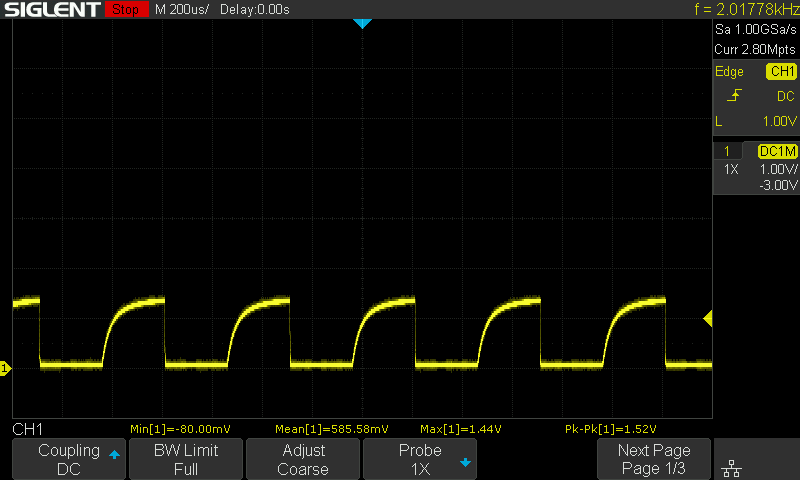 SIGLENT Stop M 200us/ Delay:0.00s f = 2.01778kHz
Sa 1.00GSa/s
Curr 2.80Mpts
Edge CH1
DC
L 1.00V
1 DC1M
1X 1.00V/
-3.00V
1
CH1 Min[1]=-80.00mV Mean[1]=585.58mV Max[1]=1.44V Pk-Pk[1]=1.52V
Coupling BW Limit Adjust Probe Next Page
DC Full Coarse 1X Page 1/3